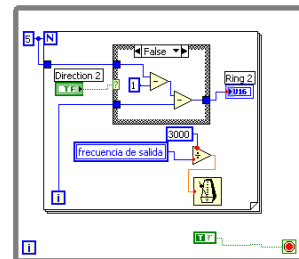 5
N
False
Direction 2
TF
?
1
Ring 2
U16
3000
frecuencia de salida
i
i
TF